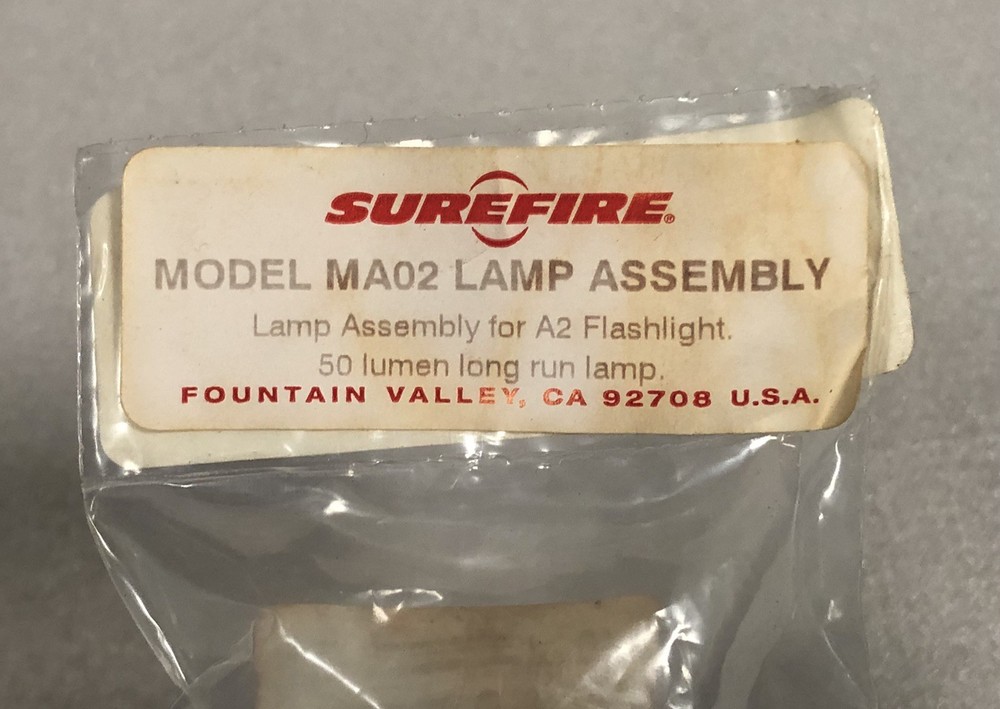 SUREFIRE®
MODEL MA02 LAMP ASSEMBLY
Lamp Assembly for A2 Flashlight.
50 lumen long run lamp.
FOUNTAIN VALLEY, CA 92708 U.S.A.